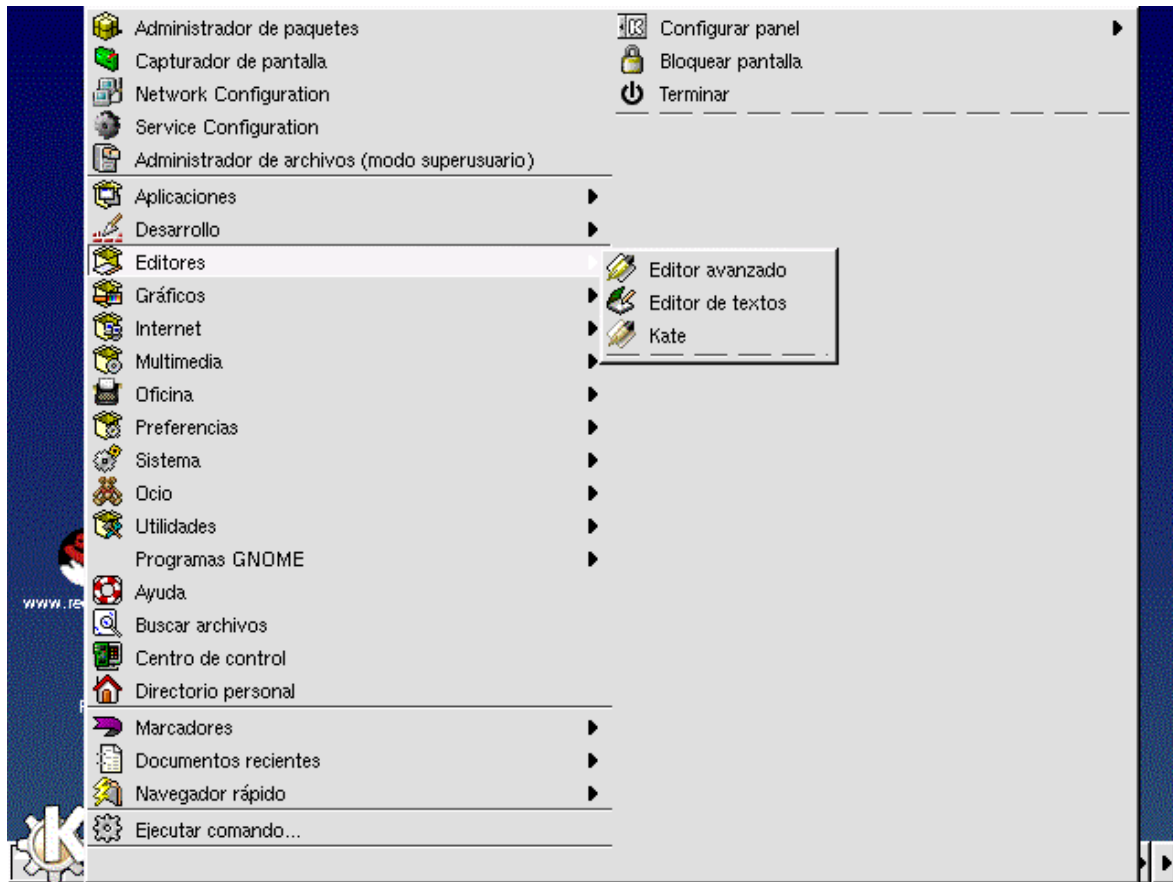 Administrador de paquetes
Capturador de pantalla
Network Configuration
Service Configuration
Administrador de archivos (modo superusuario)
Aplicaciones
Desarrollo
Editores
Gráficos
Internet
Multimedia
Oficina
Preferencias
Sistema
Ocio
Utilidades
Programas GNOME
Ayuda
Buscar archivos
Centro de control
Directorio personal
Marcadores
Documentos recientes
Navegador rápido
Ejecutar comando...
Configurar panel
Bloquear pantalla
Terminar
Editor avanzado
Editor de textos
Kate